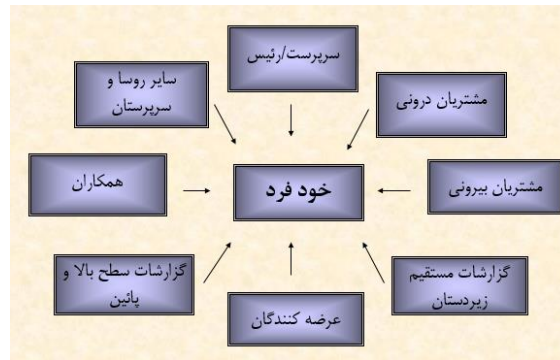 سرپرست/رئیس
سایر روسا و
سرپرستان
مشتریان درونی
همکاران
خود فرد
مشتریان بیرونی
گزارشات سطح بالا و
پائین
گزارشات مستقیم
زیردستان
عرضه کنندگان